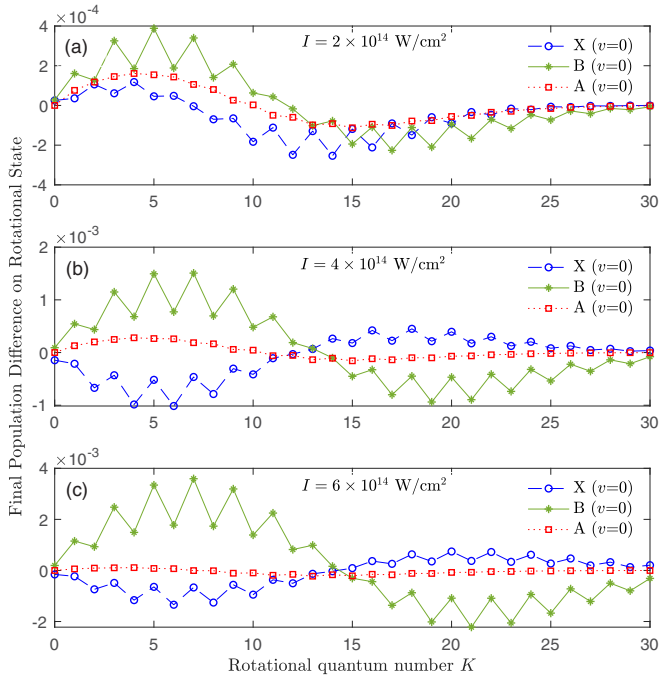 Final Population Difference on Rotational State
×10⁻⁴
(a)
I = 2 × 10¹⁴ W/cm²
X (v=0)
B (v=0)
A (v=0)
4
2
0
-2
-4
0 5 10 15 20 25 30
×10⁻³
(b)
I = 4 × 10¹⁴ W/cm²
X (v=0)
B (v=0)
A (v=0)
2
1
0
-1
0 5 10 15 20 25 30
×10⁻³
(c)
I = 6 × 10¹⁴ W/cm²
X (v=0)
B (v=0)
A (v=0)
4
2
0
-2
0 5 10 15 20 25 30
Rotational quantum number K